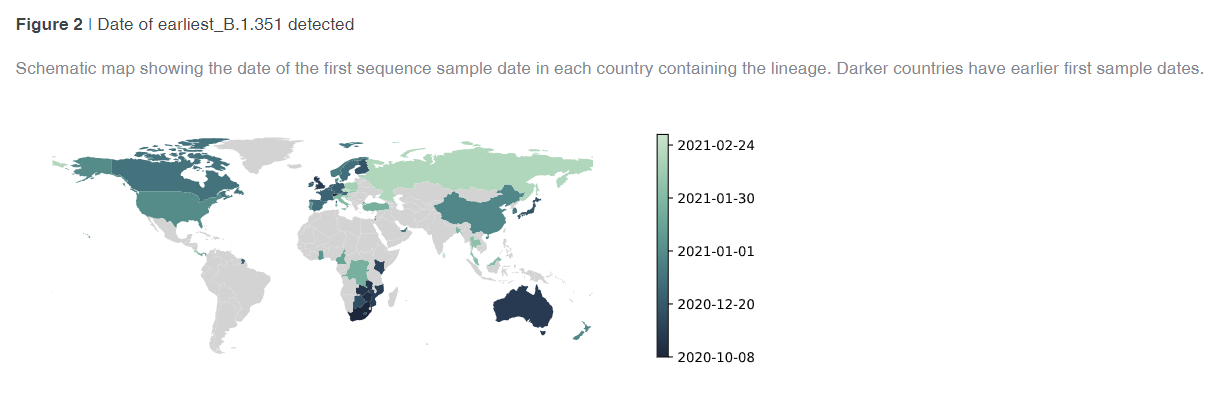 Figure 2 | Date of earliest_B.1.351 detected
Schematic map showing the date of the first sequence sample date in each country containing the lineage. Darker countries have earlier first sample dates.
2021-02-24
2021-01-30
2021-01-01
2020-12-20
2020-10-08